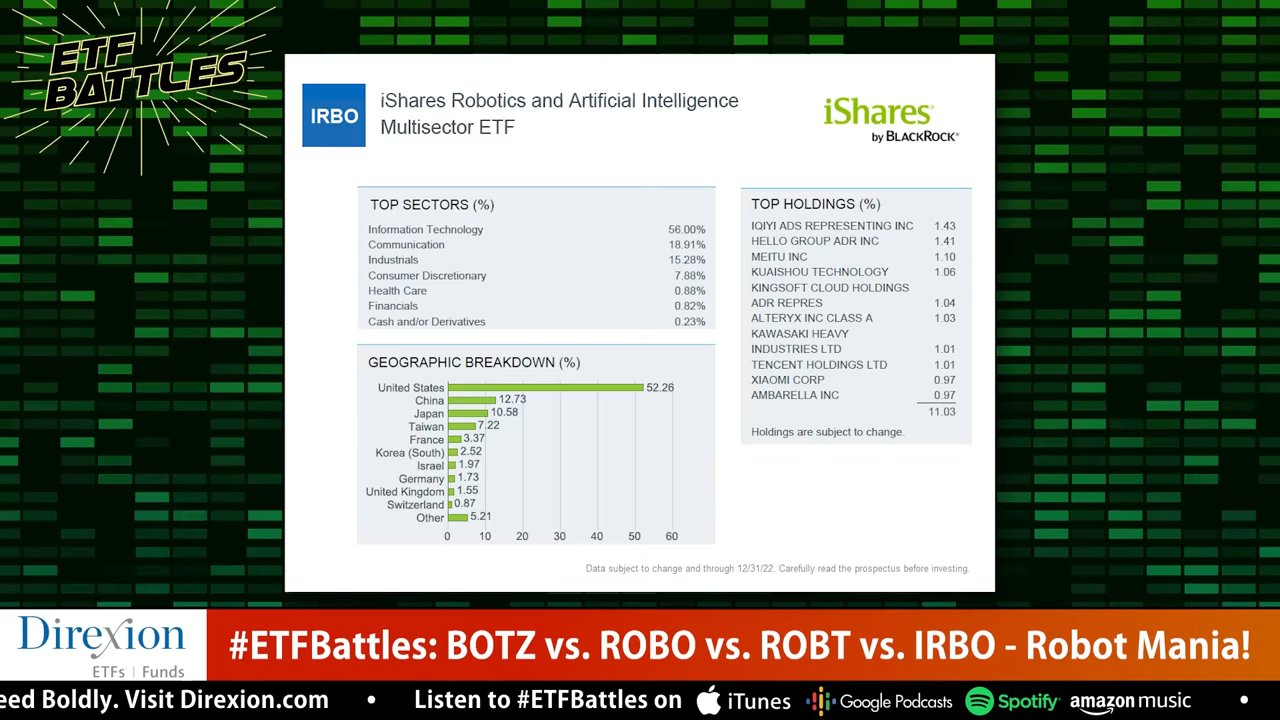 ETF
BATTLES
IRBO
iShares Robotics and Artificial Intelligence
Multisector ETF
iShares®
by BLACKROCK®
TOP SECTORS (%)
Information Technology 56.00%
Communication 18.91%
Industrials 15.28%
Consumer Discretionary 7.88%
Health Care 0.88%
Financials 0.82%
Cash and/or Derivatives 0.23%
GEOGRAPHIC BREAKDOWN (%)
United States 52.26
China 12.73
Japan 10.58
Taiwan 7.22
France 3.37
Korea (South) 2.52
Israel 1.97
Germany 1.73
United Kingdom 1.55
Switzerland 0.87
Other 5.21
0 10 20 30 40 50 60
TOP HOLDINGS (%)
IQIYI ADS REPRESENTING INC 1.43
HELLO GROUP ADR INC 1.41
MEITU INC 1.10
KUAISHOU TECHNOLOGY 1.06
KINGSOFT CLOUD HOLDINGS
ADR REPRES 1.04
ALTERYX INC CLASS A 1.03
KAWASAKI HEAVY
INDUSTRIES LTD 1.01
TENCENT HOLDINGS LTD 1.01
XIAOMI CORP 0.97
AMBARELLA INC 0.97
11.03
Holdings are subject to change.
Data subject to change and through 12/31/22. Carefully read the prospectus before investing.
Direxion
ETFs | Funds
#ETFBattles: BOTZ vs. ROBO vs. ROBT vs. IRBO - Robot Mania!
eed Boldly. Visit Direxion.com • Listen to #ETFBattles on iTunes Google Podcasts Spotify amazon music •